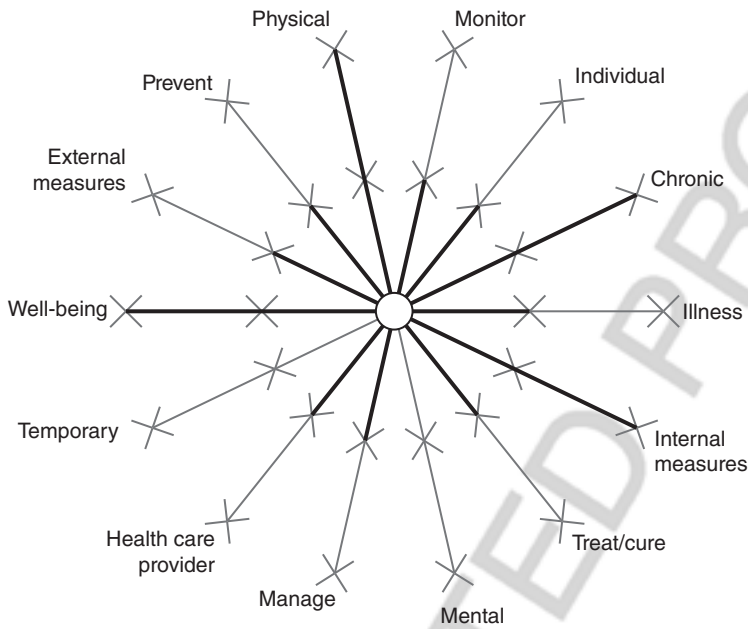 Physical
Monitor
Prevent
Individual
External
measures
Chronic
Well-being
Illness
Temporary
Internal
measures
Health care
provider
Treat/cure
Manage
Mental